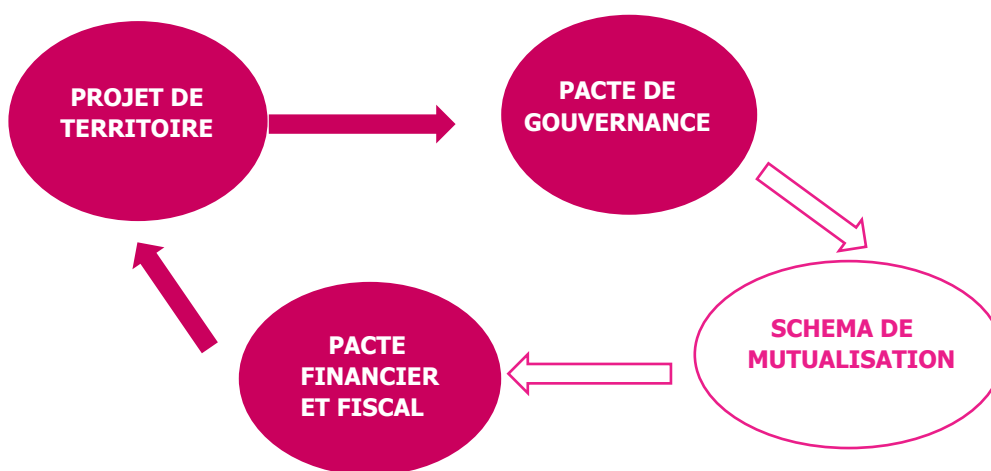 PROJET DE
TERRITOIRE
PACTE DE
GOUVERNANCE
SCHEMA DE
MUTUALISATION
PACTE
FINANCIER
ET FISCAL